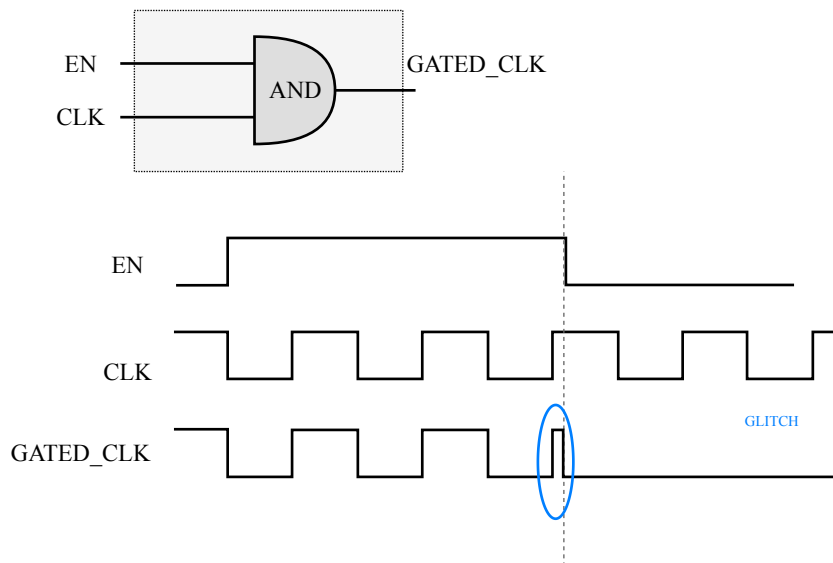 EN
AND
GATED_CLK
CLK
EN
CLK
GLITCH
GATED_CLK